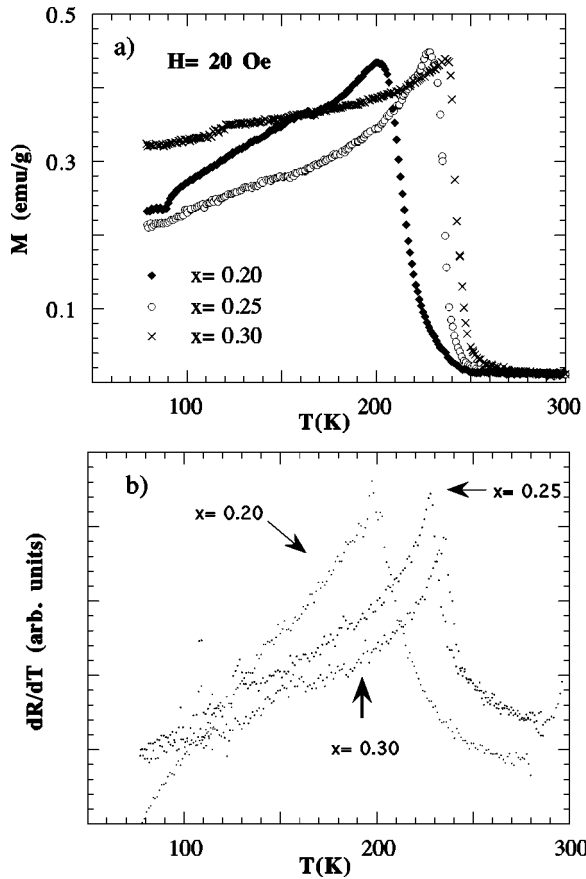 0.5
a)
H= 20 Oe
0.3
M (emu/g)
◆ x= 0.20
○ x= 0.25
0.1
× x= 0.30
100 200 300
T(K)
b)
x= 0.20
x= 0.25
dR/dT (arb. units)
x= 0.30
100 200 300
T(K)